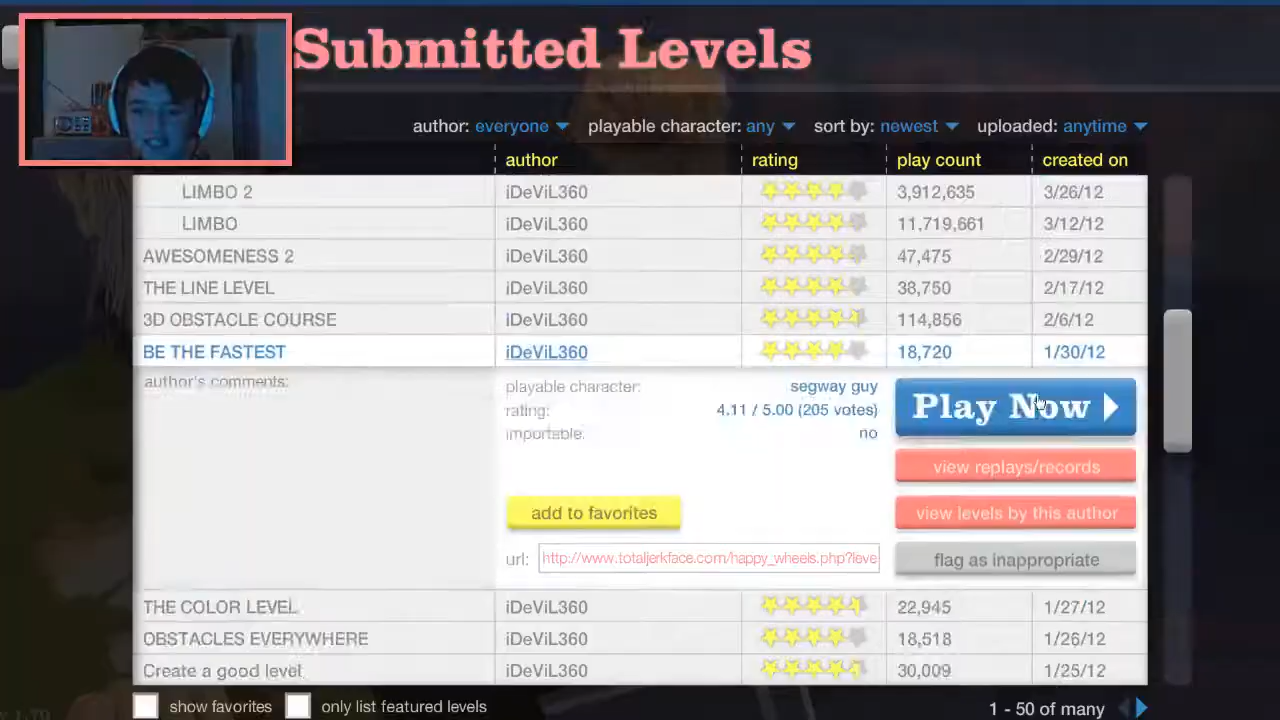 Submitted Levels
author: everyone playable character: any sort by: newest uploaded: anytime
author rating play count created on
LIMBO 2 iDeViL360 3,912,635 3/26/12
LIMBO iDeViL360 11,719,661 3/12/12
AWESOMENESS 2 iDeViL360 47,475 2/29/12
THE LINE LEVEL iDeViL360 38,750 2/17/12
3D OBSTACLE COURSE iDeViL360 114,856 2/6/12
BE THE FASTEST iDeViL360 18,720 1/30/12
author's comments: playable character: segway guy
rating: 4.11 / 5.00 (205 votes)
importable: no
Play Now
view replays/records
add to favorites view levels by this author
url: http://www.totaljerkface.com/happy_wheels.php?leve flag as inappropriate
THE COLOR LEVEL iDeViL360 22,945 1/27/12
OBSTACLES EVERYWHERE iDeViL360 18,518 1/26/12
Create a good level iDeViL360 30,009 1/25/12
show favorites only list featured levels 1 - 50 of many